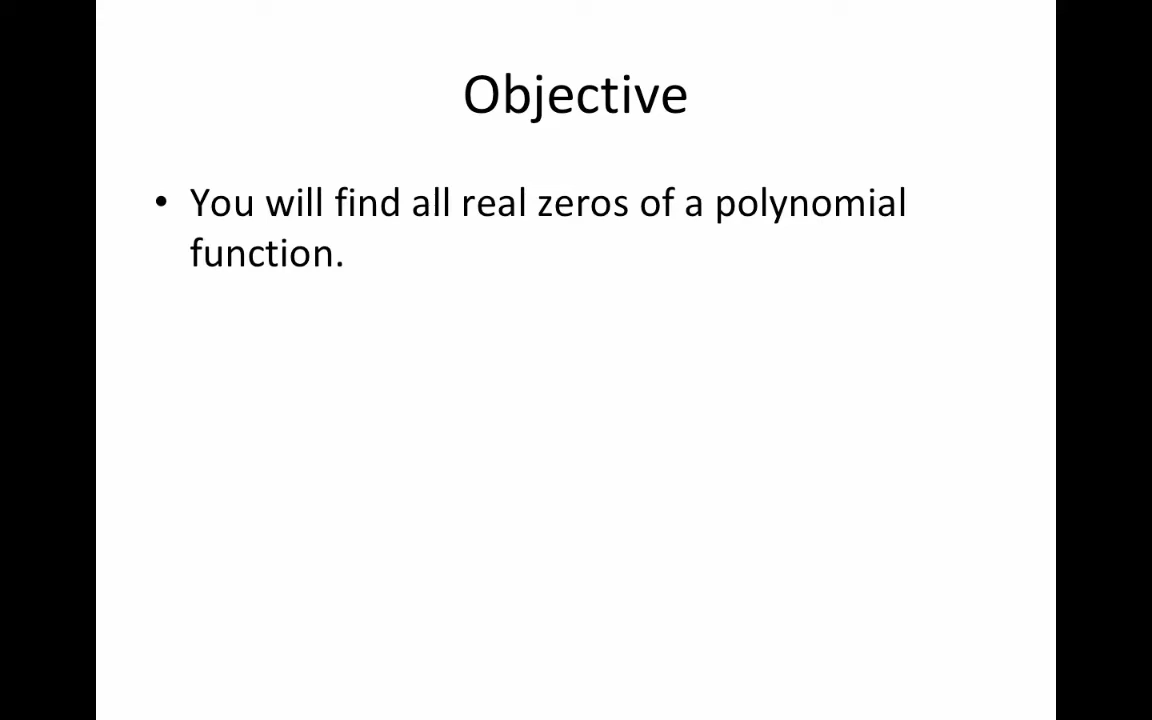 Objective
• You will find all real zeros of a polynomial
function.